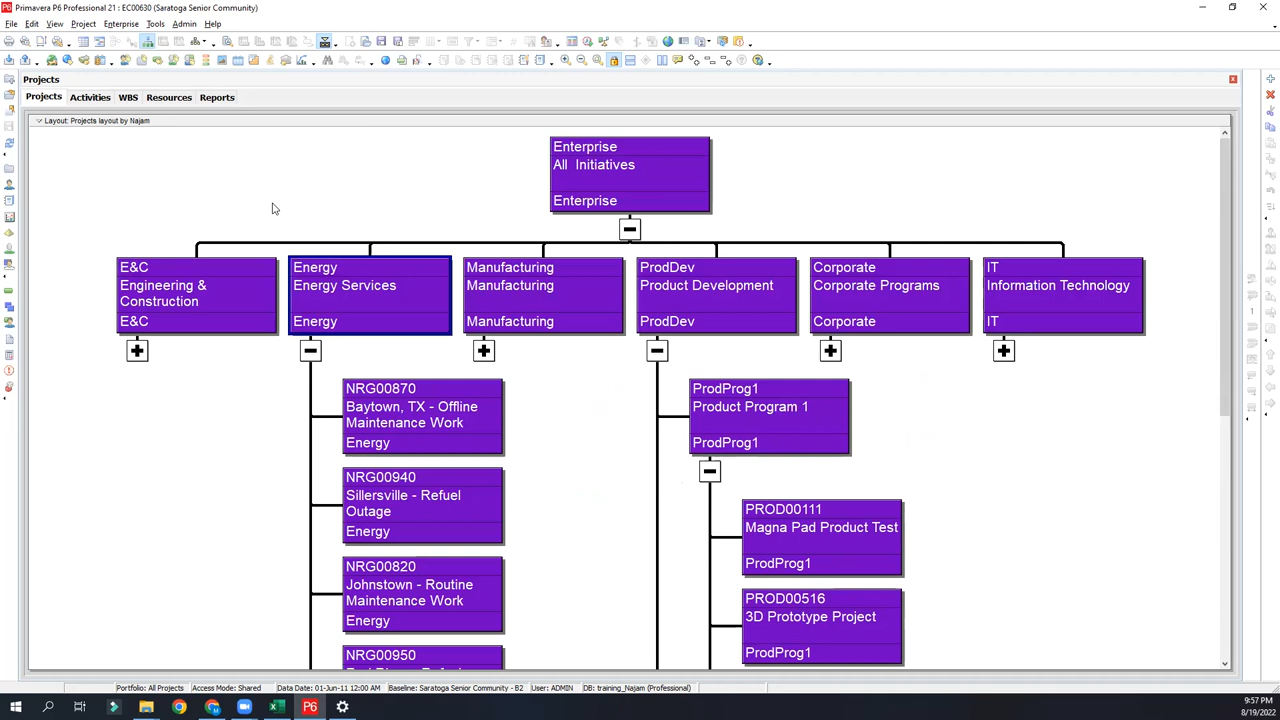 Primavera P6 Professional 21 : EC00630 (Saratoga Senior Community)
File Edit View Project Enterprise Tools Admin Help
Projects
Projects Activities WBS Resources Reports
Layout: Projects layout by Najam
Enterprise
All Initiatives
Enterprise
E&C
Engineering &
Construction
E&C
Energy
Energy Services
Energy
Manufacturing
Manufacturing
Manufacturing
ProdDev
Product Development
ProdDev
Corporate
Corporate Programs
Corporate
IT
Information Technology
IT
NRG00870
Baytown, TX - Offline
Maintenance Work
Energy
NRG00940
Sillersville - Refuel
Outage
Energy
NRG00820
Johnstown - Routine
Maintenance Work
Energy
NRG00950
ProdProg1
Product Program 1
ProdProg1
PROD00111
Magna Pad Product Test
ProdProg1
PROD00516
3D Prototype Project
ProdProg1
Portfolio: All Projects Access Mode: Shared Data Date: 01-Jun-11 12:00 AM Baseline: Saratoga Senior Community - B2 User: ADMIN DB: training_Najam (Professional)
P6
9:57 PM
8/19/2022